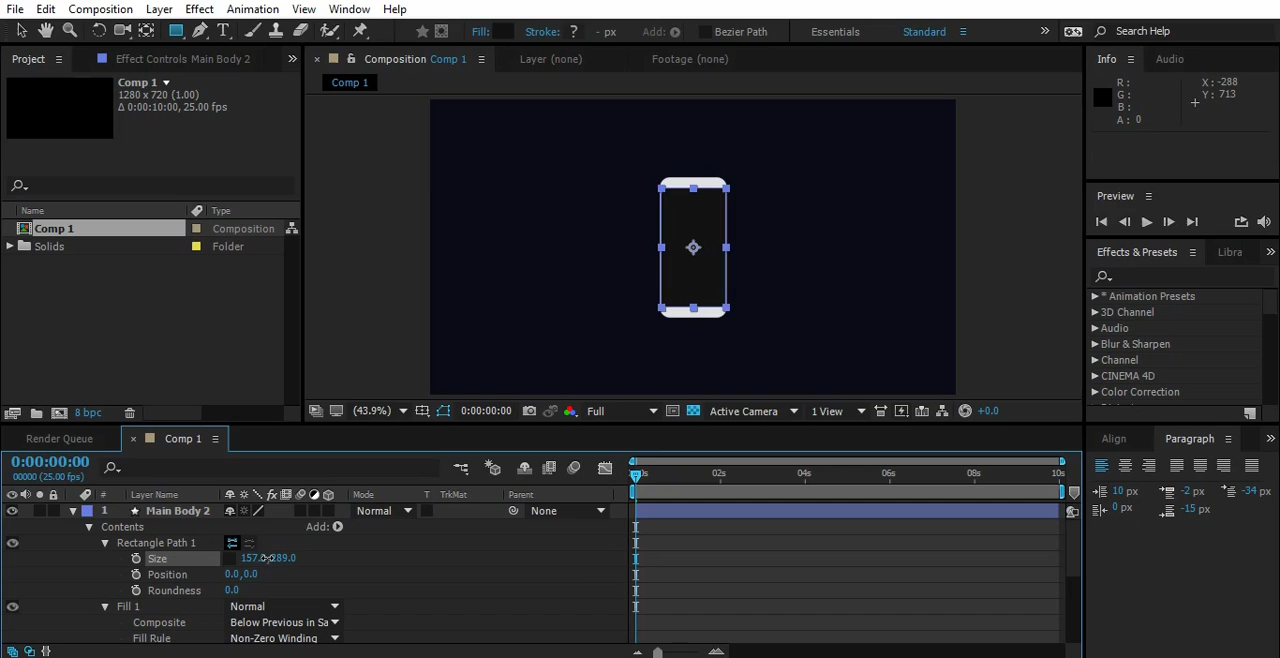 File Edit Composition Layer Effect Animation View Window Help
Fill: Stroke: ? - px Add: Bezier Path Essentials Standard Search Help
Project Effect Controls Main Body 2 Composition Comp 1 Layer (none) Footage (none) Info Audio
Comp 1
1280 x 720 (1.00)
Δ 0:00:10:00, 25.00 fps
Comp 1
R :
G :
B :
A : 0
X : -288
Y : 713
Preview
Name Type
Comp 1 Composition
Solids Folder
Effects & Presets Libra
* Animation Presets
3D Channel
Audio
Blur & Sharpen
Channel
CINEMA 4D
Color Correction
8 bpc
(43.9%) 0:00:00:00 Full Active Camera 1 View +0.0
Render Queue Comp 1 Align Paragraph
0:00:00:00
00000 (25.00 fps)
02s 04s 06s 08s 10s
# Layer Name Mode T TrkMat Parent
1 Main Body 2 Normal None
Contents Add:
Rectangle Path 1
Size 289.0
Position 0.0,0.0
Roundness 0.0
Fill 1 Normal
Composite Below Previous in Sa
Fill Rule Non-Zero Winding
10 px -2 px -34 px
0 px -15 px